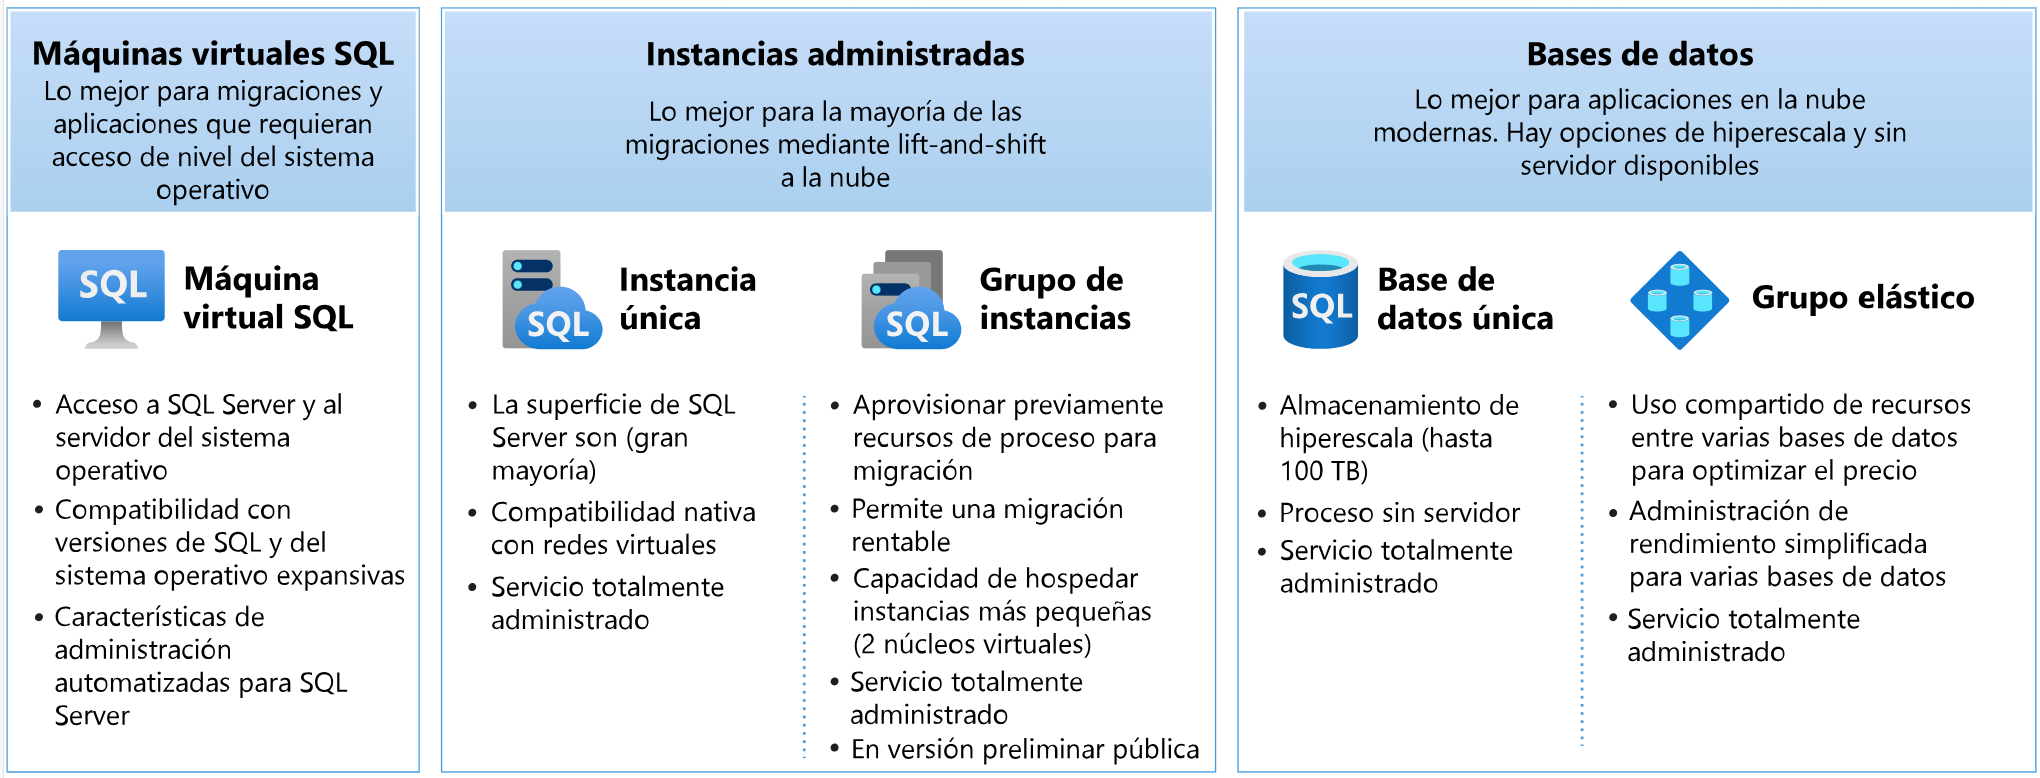 Máquinas virtuales SQL
Lo mejor para migraciones y
aplicaciones que requieran
acceso de nivel del sistema
operativo
SQL
Máquina
virtual SQL
• Acceso a SQL Server y al
servidor del sistema
operativo
• Compatibilidad con
versiones de SQL y del
sistema operativo expansivas
• Características de
administración
automatizadas para SQL
Server
Instancias administradas
Lo mejor para la mayoría de las
migraciones mediante lift-and-shift
a la nube
SQL
Instancia
única
• La superficie de SQL
Server son (gran
mayoría)
• Compatibilidad nativa
con redes virtuales
• Servicio totalmente
administrado
SQL
Grupo de
instancias
• Aprovisionar previamente
recursos de proceso para
migración
• Permite una migración
rentable
• Capacidad de hospedar
instancias más pequeñas
(2 núcleos virtuales)
• Servicio totalmente
administrado
• En versión preliminar pública
Bases de datos
Lo mejor para aplicaciones en la nube
modernas. Hay opciones de hiperescala y sin
servidor disponibles
SQL
Base de
datos única
• Almacenamiento de
hiperescala (hasta
100 TB)
• Proceso sin servidor
• Servicio totalmente
administrado
Grupo elástico
• Uso compartido de recursos
entre varias bases de datos
para optimizar el precio
• Administración de
rendimiento simplificada
para varias bases de datos
• Servicio totalmente
administrado